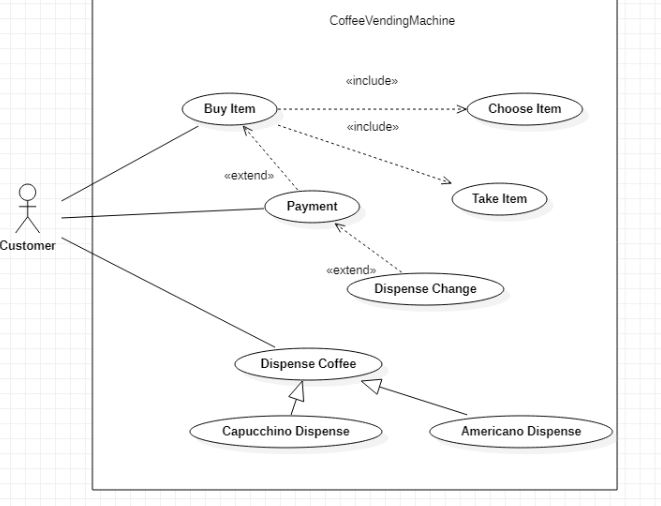 CoffeeVendingMachine
«include»
Buy Item
Choose Item
«include»
«extend»
Take Item
Payment
Customer
«extend»
Dispense Change
Dispense Coffee
Capucchino Dispense
Americano Dispense